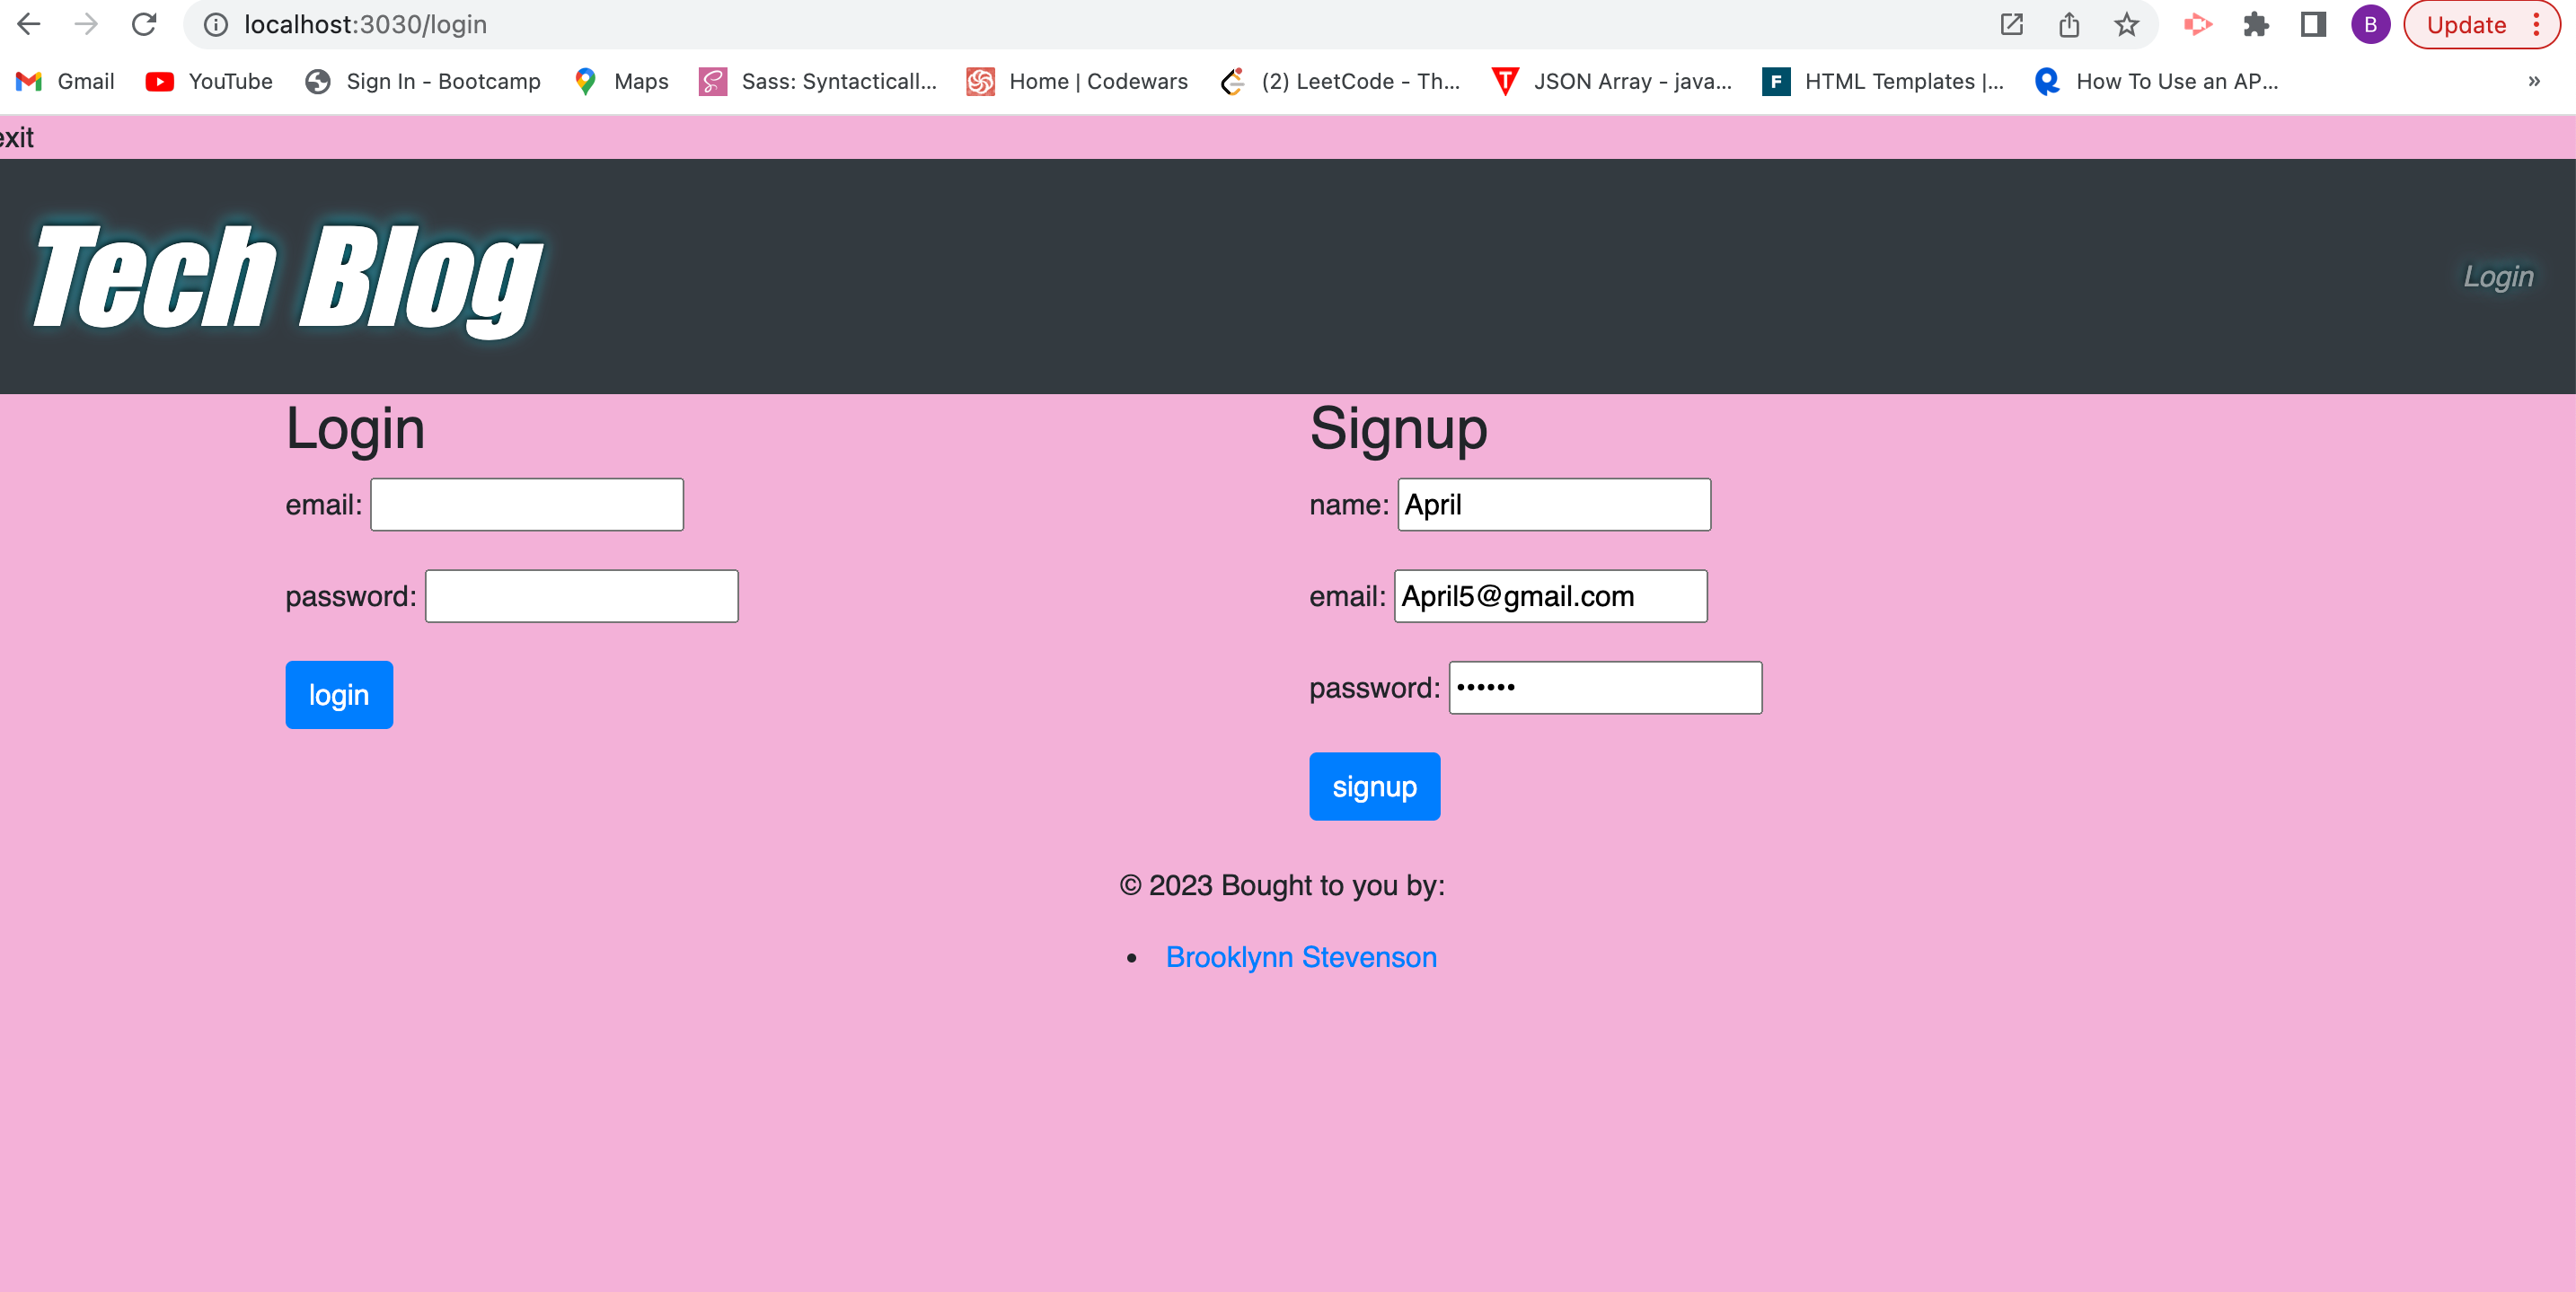 localhost:3030/login
B
Update
Gmail
YouTube
Sign In - Bootcamp
Maps
Sass: Syntacticall...
Home | Codewars
(2) LeetCode - Th...
JSON Array - java...
HTML Templates |...
How To Use an AP...
»
exit
Tech Blog
Login
Login
email:
password:
login
Signup
name: April
email: April5@gmail.com
password: ••••••
signup
© 2023 Bought to you by:
• Brooklynn Stevenson